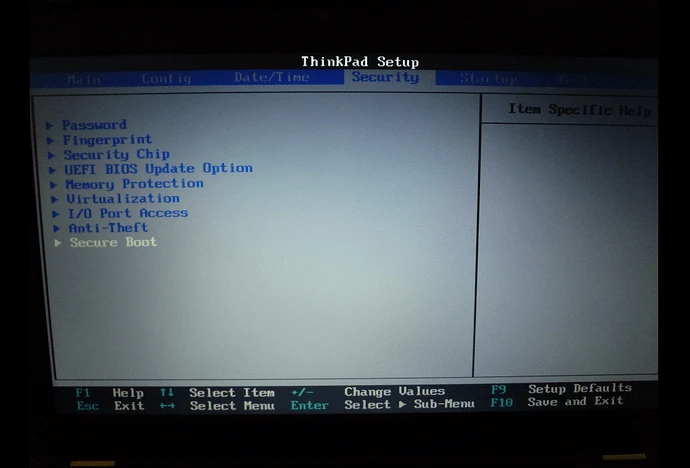 ThinkPad Setup
Main Config Date/Time Security Startup
Item Specific Help
▶ Password
▶ Fingerprint
▶ Security Chip
▶ UEFI BIOS Update Option
▶ Memory Protection
▶ Virtualization
▶ I/O Port Access
▶ Anti-Theft
▶ Secure Boot
F1 Help ↑↓ Select Item +/- Change Values F9 Setup Defaults
Esc Exit ←→ Select Menu Enter Select ▶ Sub-Menu F10 Save and Exit